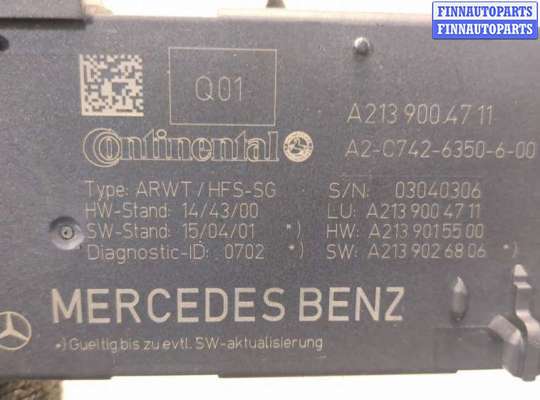 FINNAUTOPARTS
FINNAUTOPARTS
Q01
A213 900 47 11
Continental
A2-C742-6350-6-00
Type: ARWT/HFS-SG S/N: 03040306
HW-Stand: 14/43/00 LU: A213 900 47 11
SW-Stand: 15/04/01 *) HW: A213 901 55 00
Diagnostic-ID: 0702 *) SW: A213 902 68 06 *)
MERCEDES BENZ
*) Gueltig bis zu evtl. SW-aktualisierung